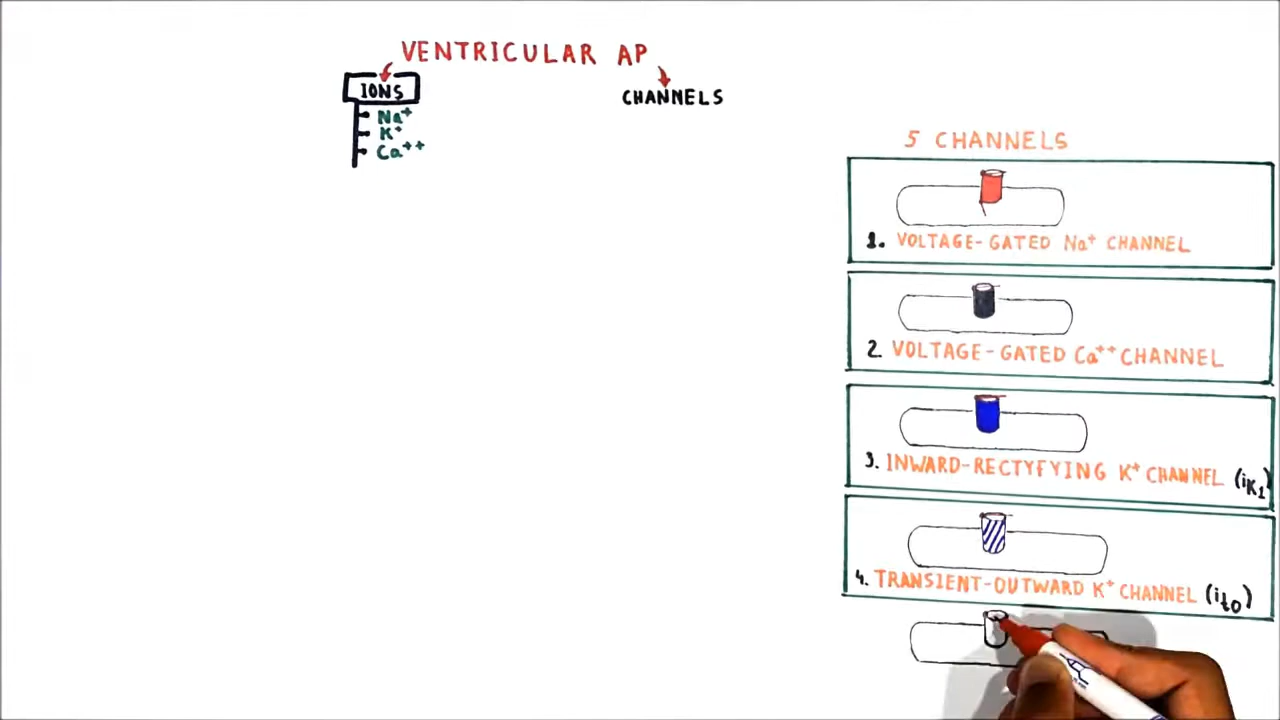 VENTRICULAR AP
IONS
Na⁺
K⁺
Ca⁺⁺
CHANNELS
5 CHANNELS
1. VOLTAGE-GATED Na⁺ CHANNEL
2. VOLTAGE-GATED Ca⁺⁺ CHANNEL
3. INWARD-RECTYFYING K⁺ CHANNEL (iK1)
4. TRANSIENT-OUTWARD K⁺ CHANNEL (ito)